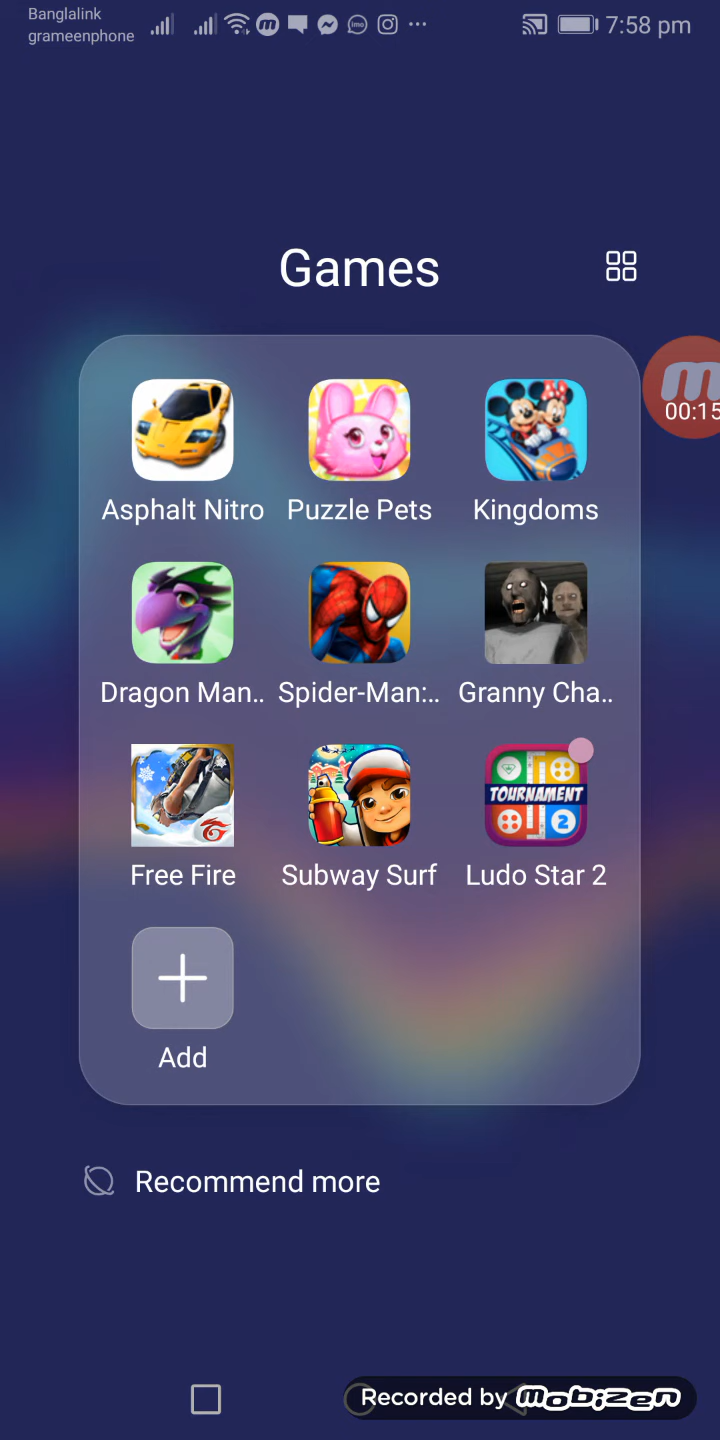 Banglalink
grameenphone
7:58 pm
Games
00:15
Asphalt Nitro
Puzzle Pets
Kingdoms
Dragon Man..
Spider-Man:..
Granny Cha..
TOURNAMENT
2
Free Fire
Subway Surf
Ludo Star 2
Add
Recommend more
Recorded by mobizen